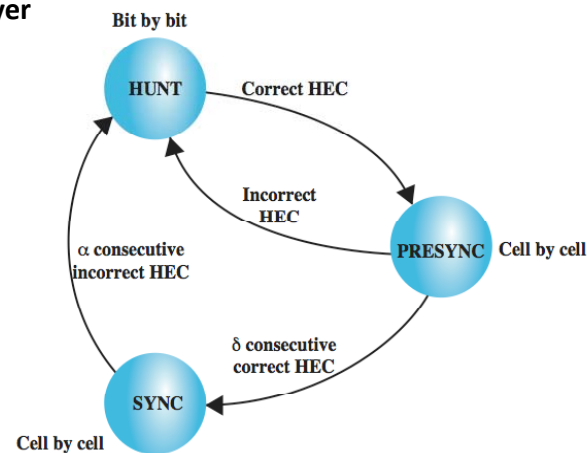 yer
Bit by bit
HUNT
Correct HEC
Incorrect
HEC
PRESYNC
Cell by cell
α consecutive
incorrect HEC
δ consecutive
correct HEC
SYNC
Cell by cell